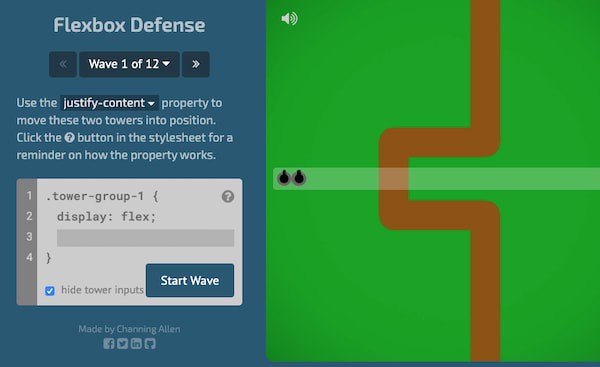 Flexbox Defense
« Wave 1 of 12 »
Use the justify-content property to
move these two towers into position.
Click the ? button in the stylesheet for a
reminder on how the property works.
1 .tower-group-1 { ?
2 display: flex;
3
4 }
hide tower inputs Start Wave
Made by Channing Allen